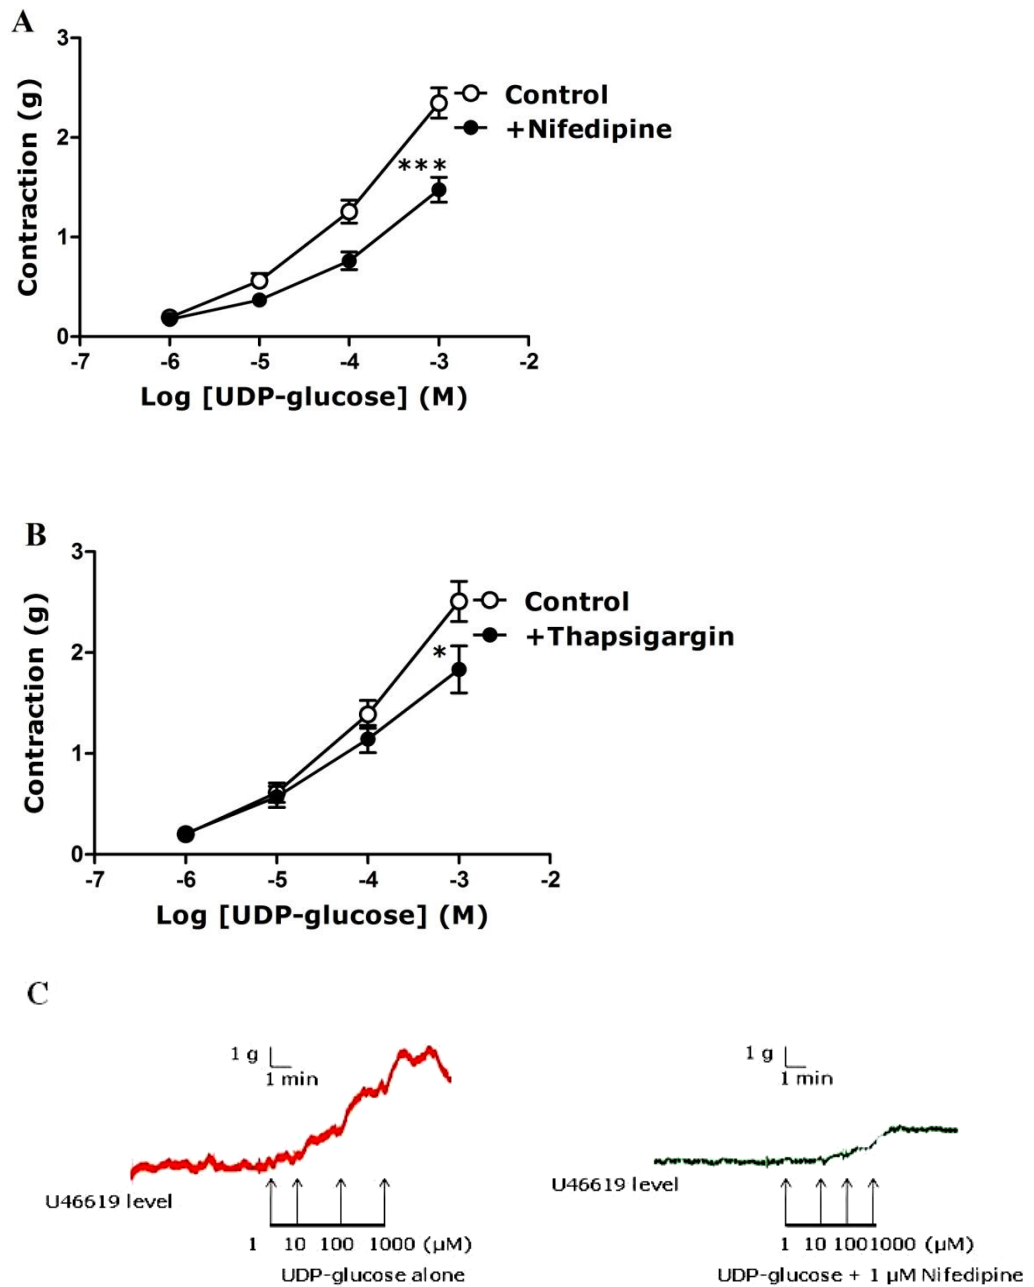 A
3
2
1
0
Contraction (g)
Control
+Nifedipine
***
-7 -6 -5 -4 -3 -2
Log [UDP-glucose] (M)
B
3
2
1
0
Contraction (g)
Control
+Thapsigargin
*
-7 -6 -5 -4 -3 -2
Log [UDP-glucose] (M)
C
1 g
1 min
U46619 level
1 10 100 1000 (µM)
UDP-glucose alone
1 g
1 min
U46619 level
1 10 1001000 (µM)
UDP-glucose + 1 µM Nifedipine